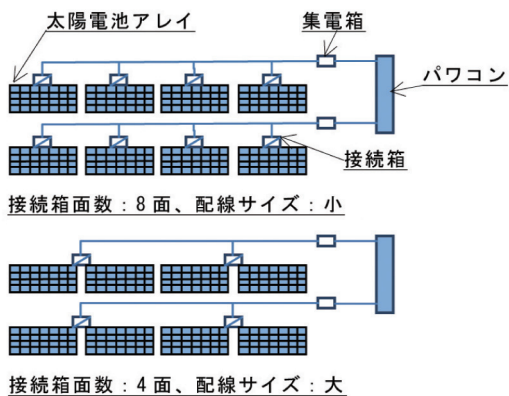 太陽電池アレイ
集電箱
パワコン
接続箱
接続箱面数：8面、配線サイズ：小
接続箱面数：4面、配線サイズ：大